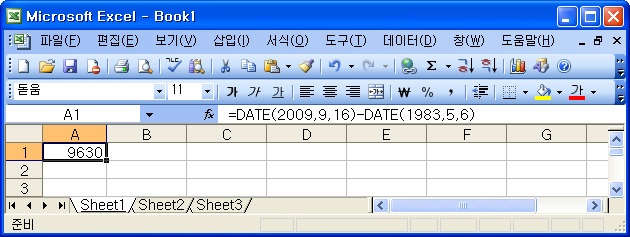 Microsoft Excel - Book1
파일(F) 편집(E) 보기(V) 삽입(I) 서식(O) 도구(T) 데이터(D) 창(W) 도움말(H)
돋움 11 가 가 가 ₩ % , 가
A1 fx =DATE(2009,9,16)-DATE(1983,5,6)
A B C D E F G
1 9630
2
3
Sheet1 Sheet2 Sheet3
준비